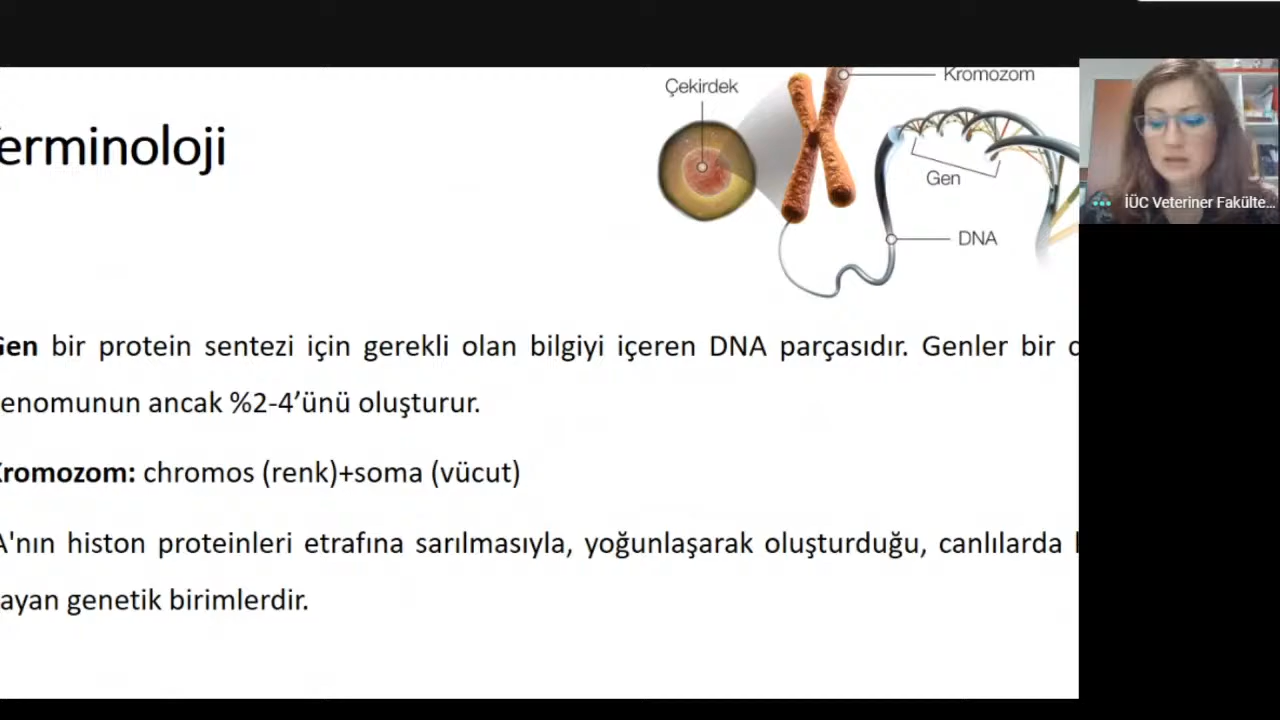 Çekirdek
Kromozom
erminoloji
Gen
DNA
İÜC Veteriner Fakülte...
Gen bir protein sentezi için gerekli olan bilgiyi içeren DNA parçasıdır. Genler bir
enomunun ancak %2-4’ünü oluşturur.
Kromozom: chromos (renk)+soma (vücut)
A'nın histon proteinleri etrafına sarılmasıyla, yoğunlaşarak oluşturduğu, canlılarda
ayan genetik birimlerdir.